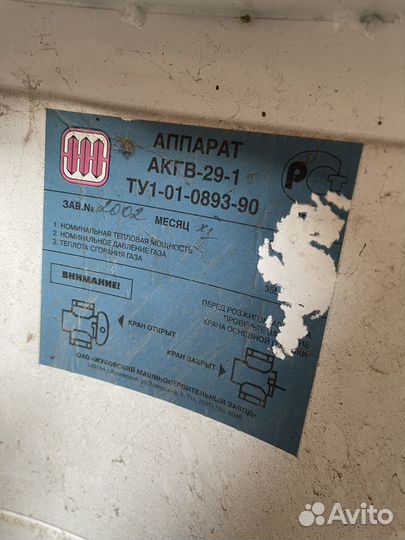 АППАРАТ
АКГВ-29-1
ТУ1-01-0893-90
ЗАВ.№ 2002 МЕСЯЦ XI
1. НОМИНАЛЬНАЯ ТЕПЛОВАЯ МОЩНОСТЬ
2. НОМИНАЛЬНОЕ ДАВЛЕНИЕ ГАЗА
3. ТЕПЛОТА СГОРАНИЯ ГАЗА
ВНИМАНИЕ!
ПЕРЕД РОЗЖИГОМ
ПРОВЕРЬТЕ
КРАНА ОСНОВНОЙ
КРАН ОТКРЫТ
КРАН ЗАКРЫТ
ОАО «ЖУКОВСКИЙ МАШИНОСТРОИТЕЛЬНЫЙ ЗАВОД»
Avito